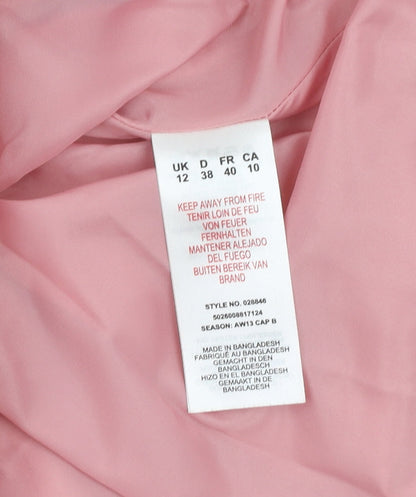 UK D FR CA
12 38 40 10
KEEP AWAY FROM FIRE
TENIR LOIN DE FEU
VON FEUER
FERNHALTEN
MANTENER ALEJADO
DEL FUEGO
BUITEN BEREIK VAN
BRAND
STYLE NO. 028846
5026008817124
SEASON: AW13 CAP B
MADE IN BANGLADESH
FABRIQUÉ AU BANGLADESH
GEMACHT IN DEN
BANGLADESCH
HIZO EN EL BANGLADESH
GEMAAKT IN DE
BANGLADESH